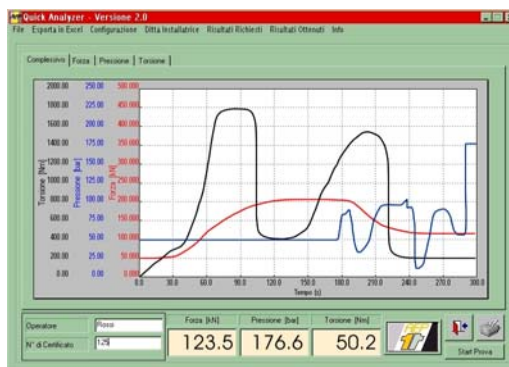 Quick Analyzer - Versione 2.0
File Esporta in Excel Configurazione Ditta Installatrice Risultati Richiesti Risultati Ottenuti Info
Complessivo Forza Pressione Torsione
2000.00 250.00 500.000
1800.00 225.00 450.000
1600.00 200.00 400.000
1400.00 175.00 350.000
1200.00 150.00 300.000
1000.00 125.00 250.000
800.00 100.00 200.000
600.00 75.00 150.000
400.00 50.00 100.000
200.00 25.00 50.000
0.00 0.00 0.000
Torsione [Nm]
Pressione [bar]
Forza [kN]
0.0 30.0 60.0 90.0 120.0 150.0 180.0 210.0 240.0 270.0 300.0
Tempo (s)
Operatore Rossi
N° di Certificato 125
Forza [kN] Pressione [bar] Torsione [Nm]
123.5 176.6 50.2
Start Prova